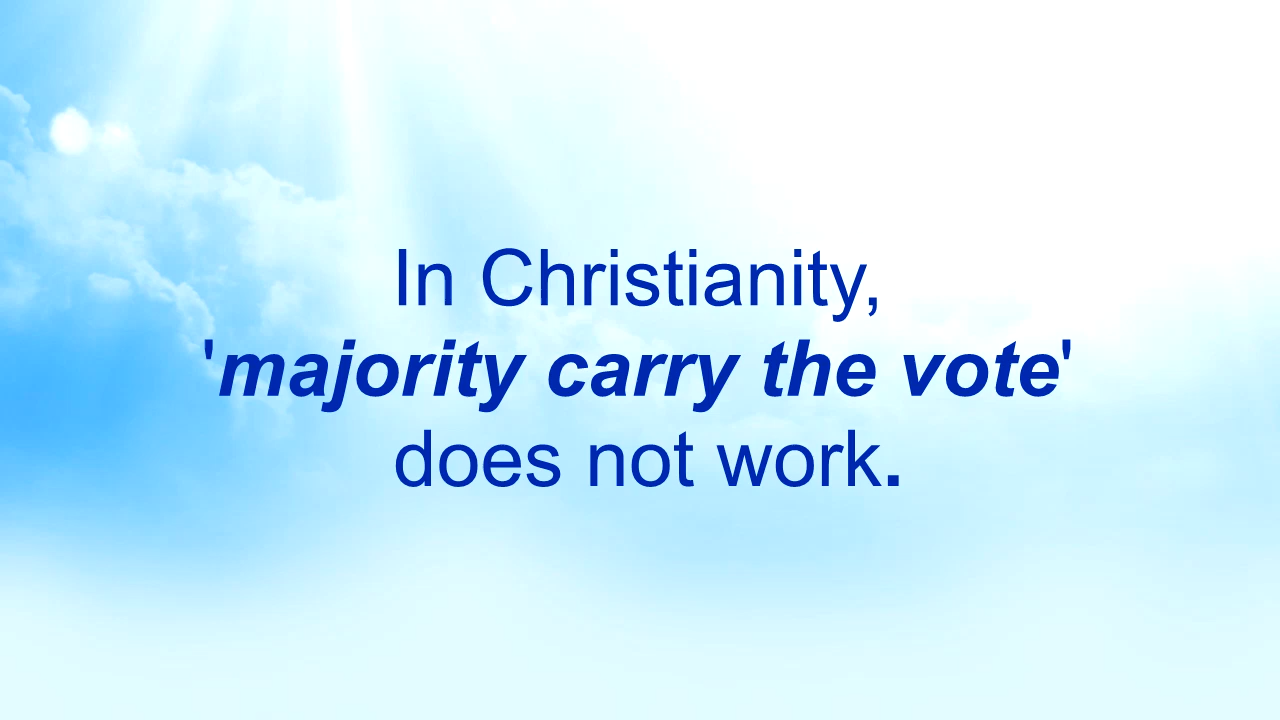 In Christianity,
'majority carry the vote'
does not work.